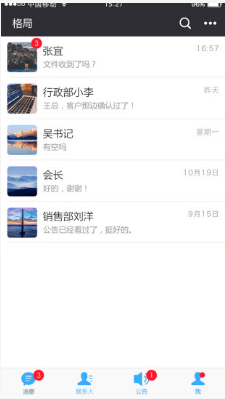 中国移动 15:27 96%
格局
3
张宜 16:57
文件收到了吗？
行政部小李 昨天
王总，客户那边确认过了！
吴书记 星期一
有空吗
会长 10月19日
好的，谢谢！
销售部刘洋 9月15日
公告已经看过了，挺好的。
3 1
消息 联系人 公告 我